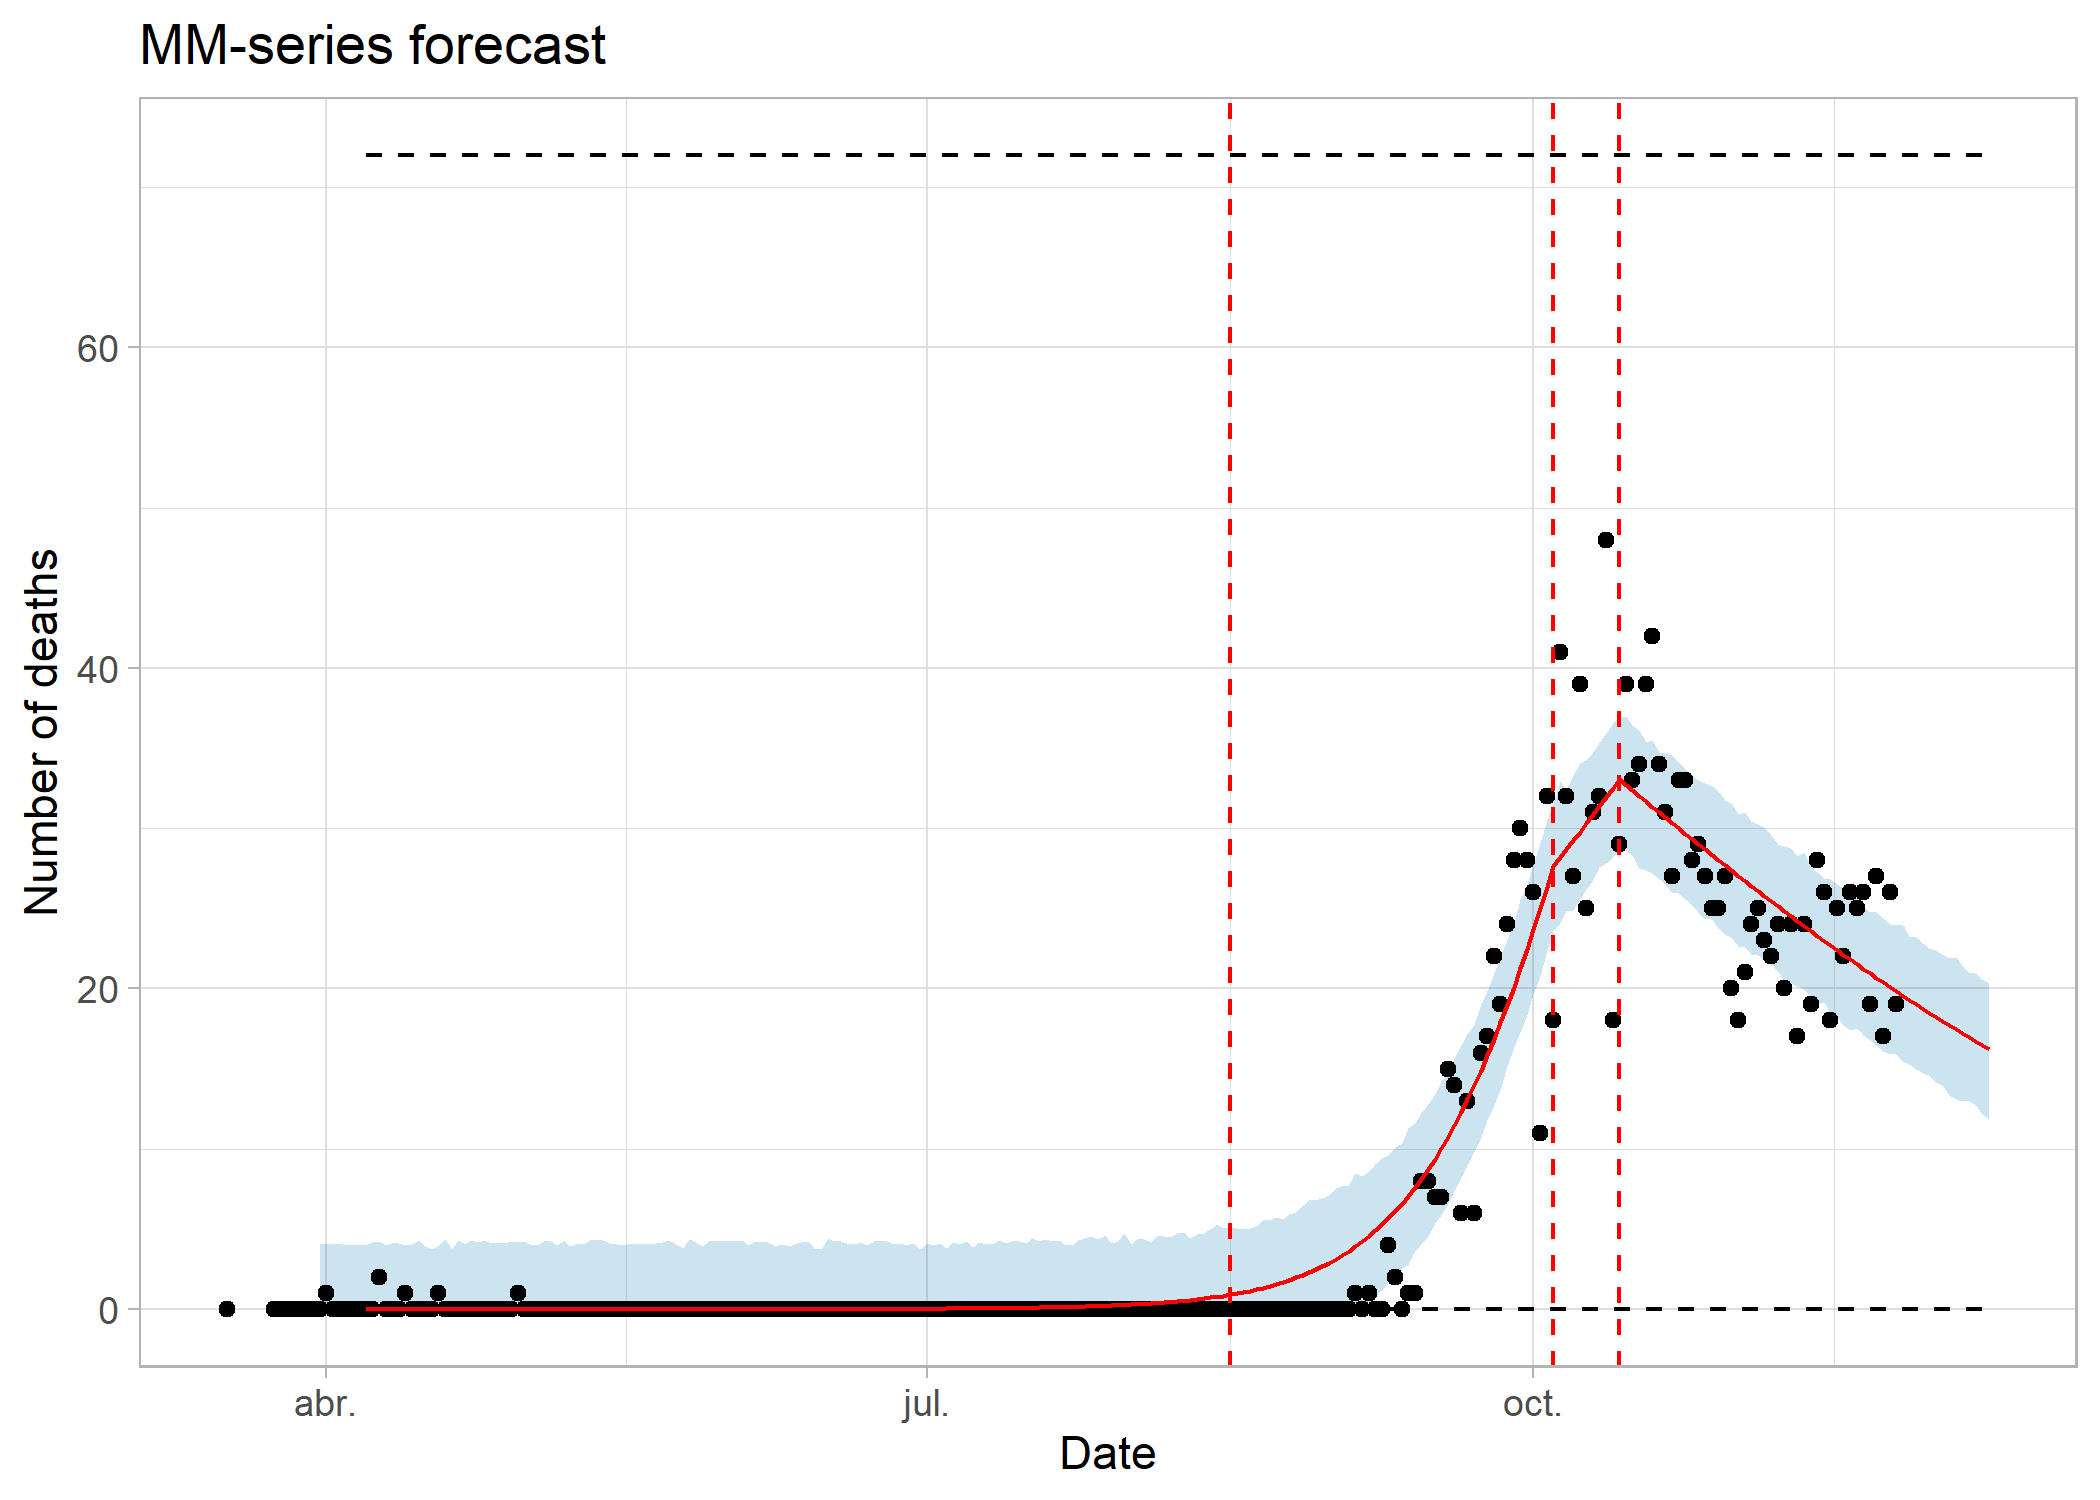 MM-series forecast
Number of deaths
60
40
20
0
abr.
jul.
oct.
Date